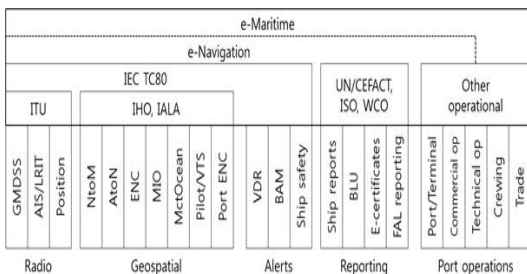 e-Maritime
e-Navigation
IEC TC80
UN/CEFACT,
ISO, WCO
Other
operational
ITU
IHO, IALA
GMDSS
AIS/LRIT
Position
NtoM
AtoN
ENC
MIO
MctOcean
Pilot/VTS
Port ENC
VDR
BAM
Ship safety
Ship reports
BLU
E-certificates
FAL reporting
Port/Terminal
Commercial op
Technical op
Crewing
Trade
Radio
Geospatial
Alerts
Reporting
Port operations